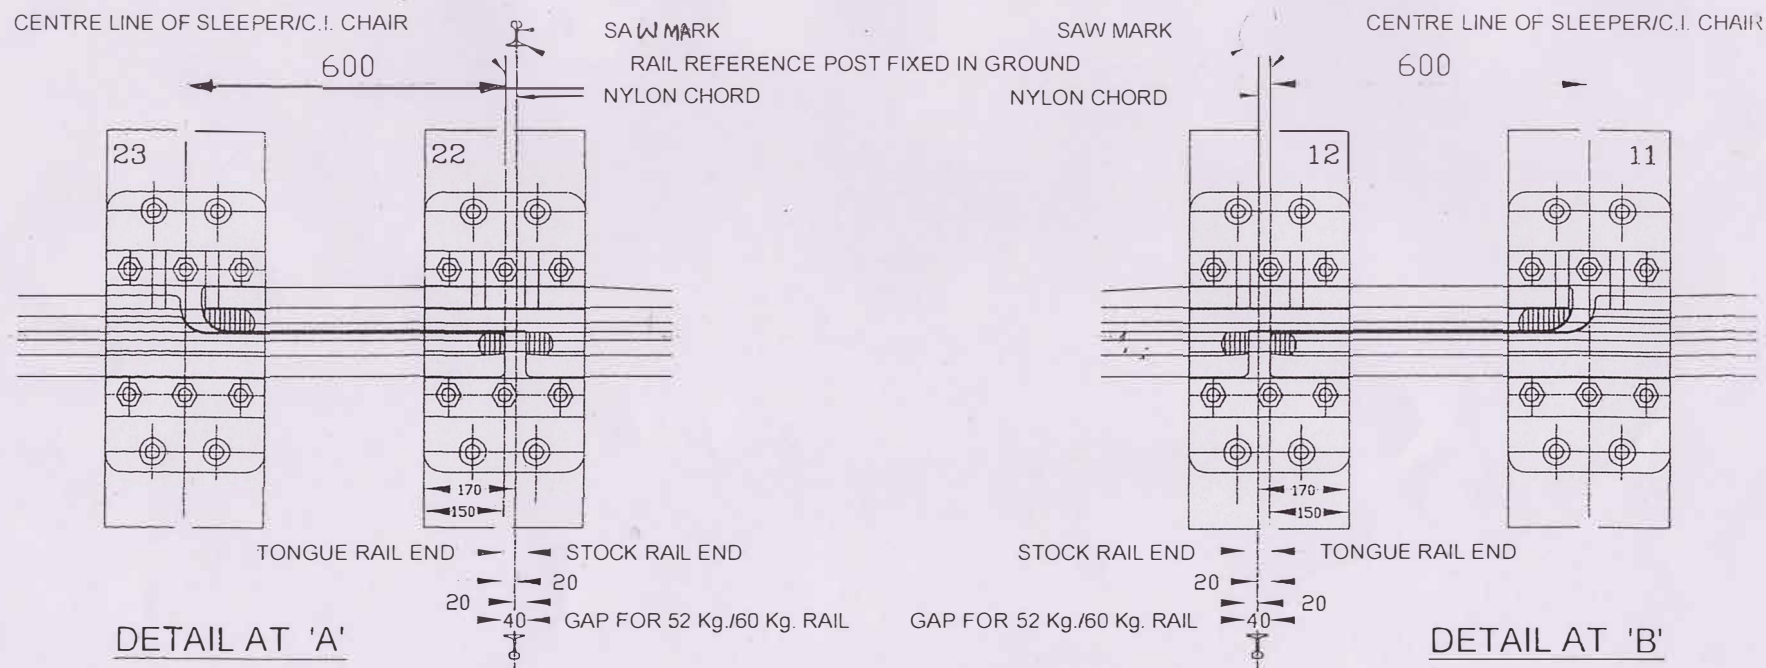 CENTRE LINE OF SLEEPER/C.I. CHAIR
SAW MARK
SAW MARK
CENTRE LINE OF SLEEPER/C.I. CHAIR
600
RAIL REFERENCE POST FIXED IN GROUND
600
NYLON CHORD
NYLON CHORD
23
22
12
11
170
150
170
150
TONGUE RAIL END
STOCK RAIL END
STOCK RAIL END
TONGUE RAIL END
20
20
20
20
40
GAP FOR 52 Kg./60 Kg. RAIL
GAP FOR 52 Kg./60 Kg. RAIL
40
DETAIL AT 'A'
DETAIL AT 'B'